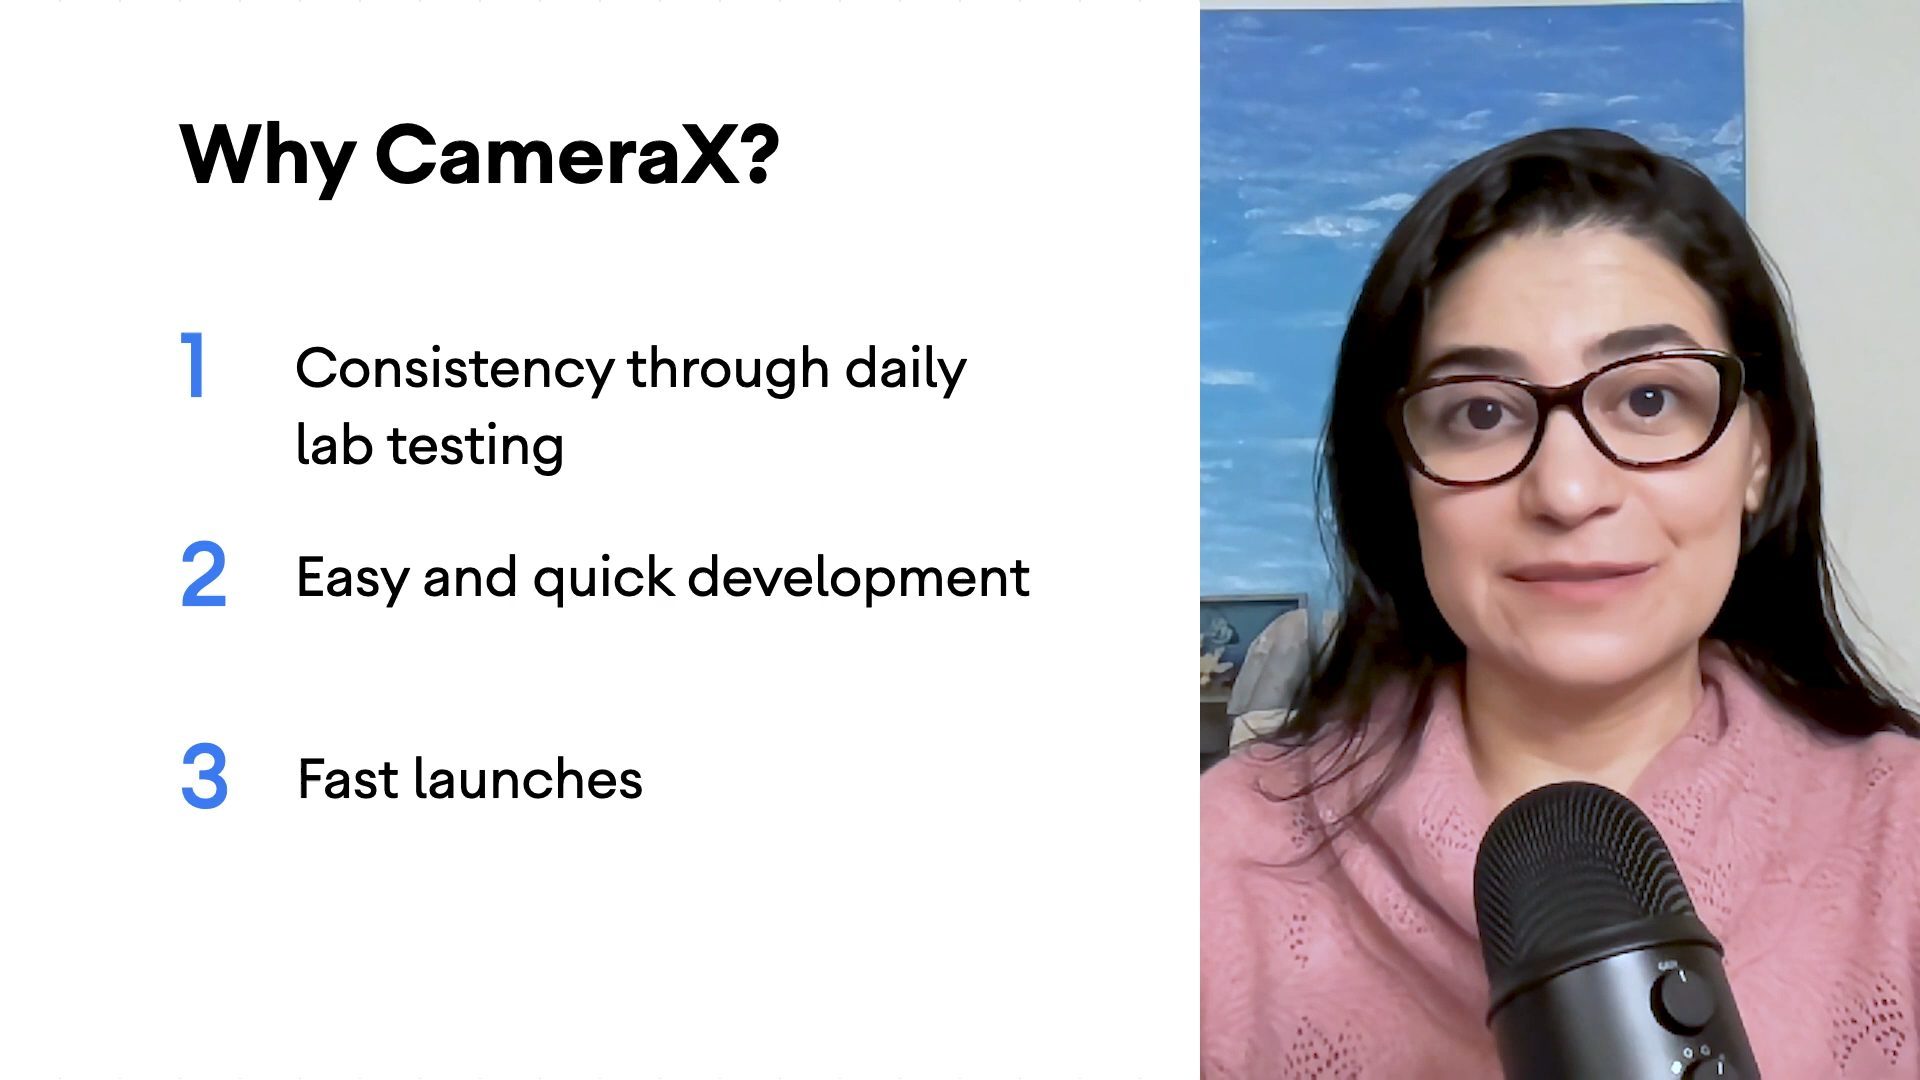 Why CameraX?
1 Consistency through daily
lab testing
2 Easy and quick development
3 Fast launches